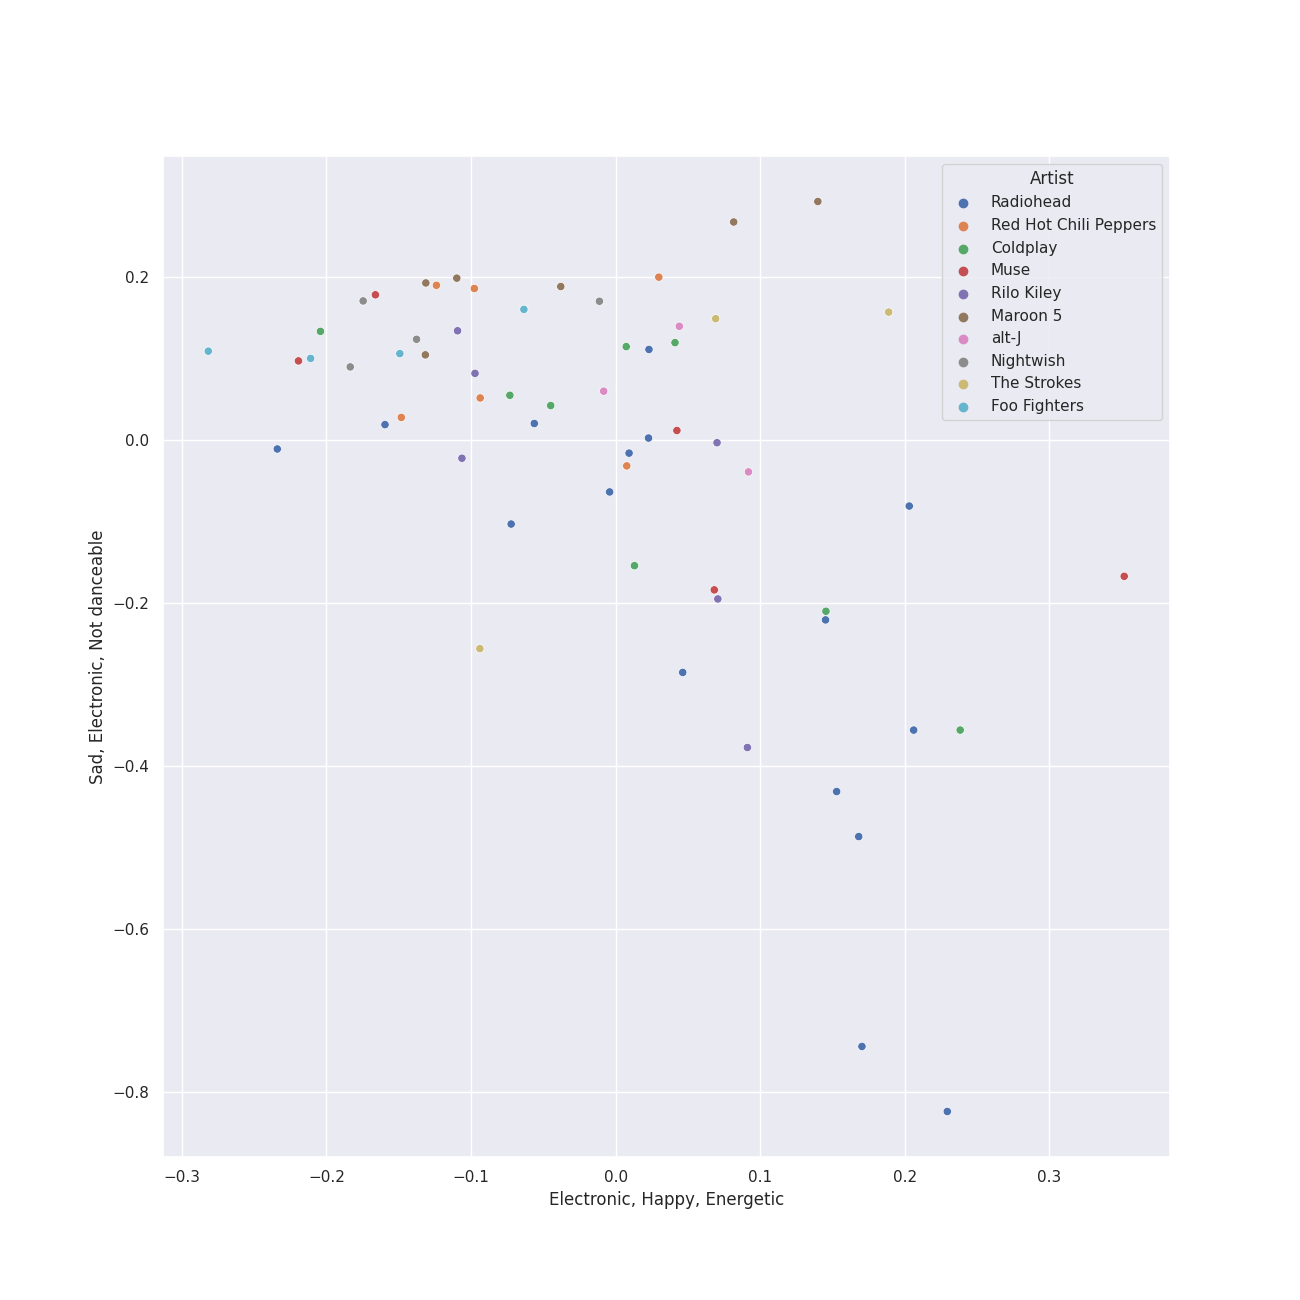 Artist
Radiohead
Red Hot Chili Peppers
Coldplay
Muse
Rilo Kiley
Maroon 5
alt-J
Nightwish
The Strokes
Foo Fighters
0.2
0.0
−0.2
−0.4
−0.6
−0.8
Sad, Electronic, Not danceable
−0.3 −0.2 −0.1 0.0 0.1 0.2 0.3
Electronic, Happy, Energetic